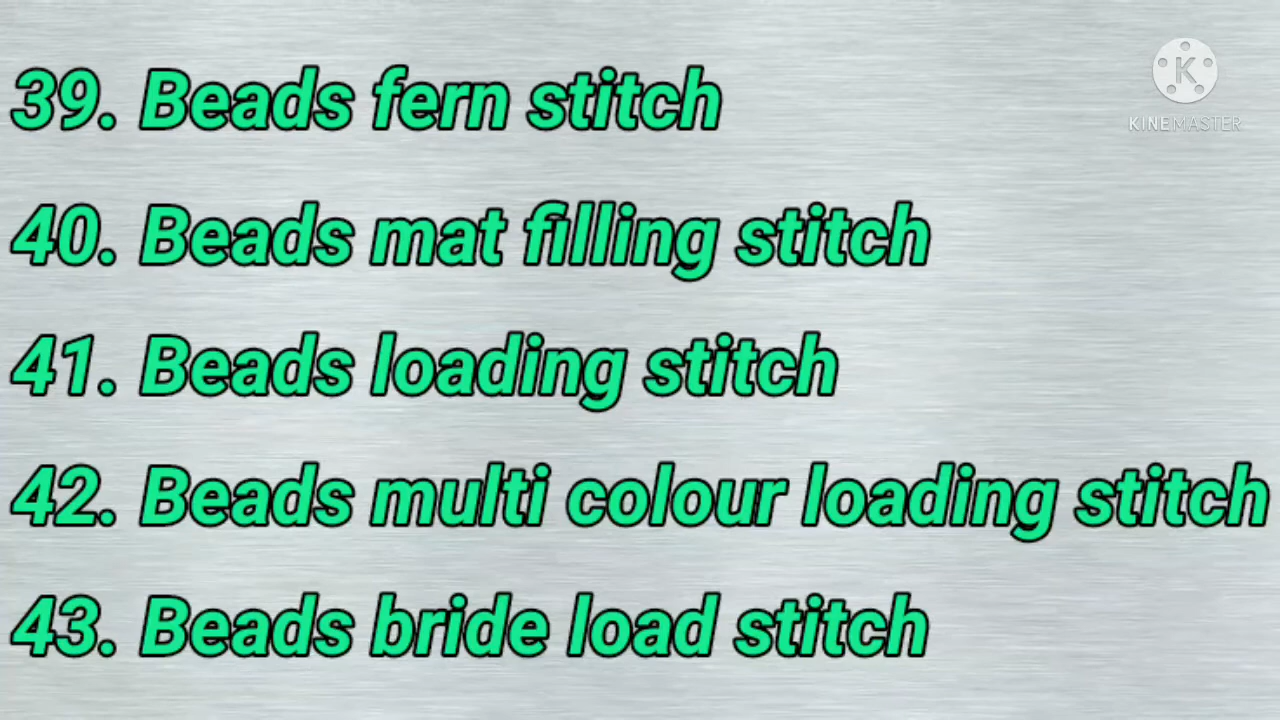 39. Beads fern stitch
K
KINEMASTER
40. Beads mat filling stitch
41. Beads loading stitch
42. Beads multi colour loading stitch
43. Beads bride load stitch